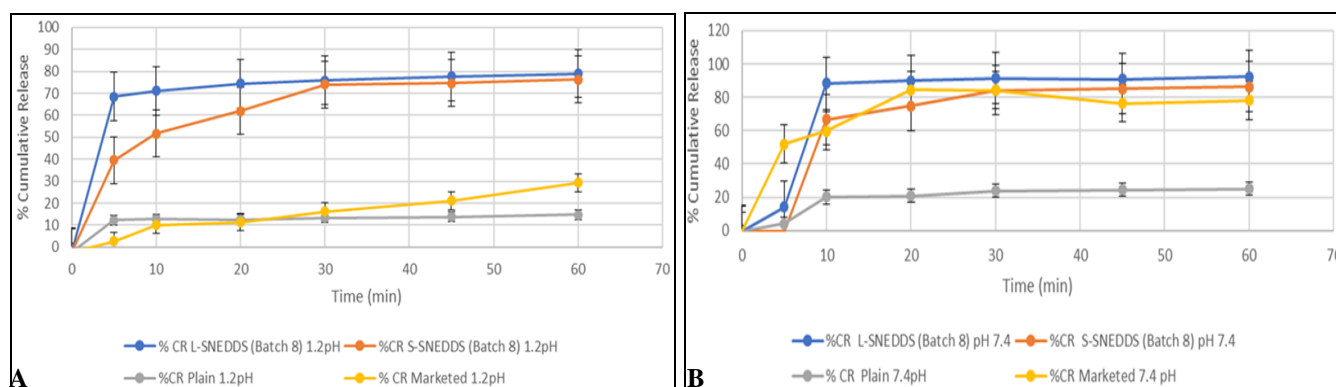 100
90
80
70
60
50
40
30
20
10
0
% Cumulative Release
0 10 20 30 40 50 60 70
Time (min)
% CR L-SNEDDS (Batch 8) 1.2pH
%CR S-SNEDDS (Batch 8) 1.2pH
%CR Plain 1.2pH
% CR Marketed 1.2pH
A
120
100
80
60
40
20
0
% Cumulative Release
0 10 20 30 40 50 60 70
Time (min)
%CR L-SNEDDS (Batch 8) pH 7.4
%CR S-SNEDDS (Batch 8) pH 7.4
% CR Plain 7.4pH
%CR Marketed 7.4 pH
B